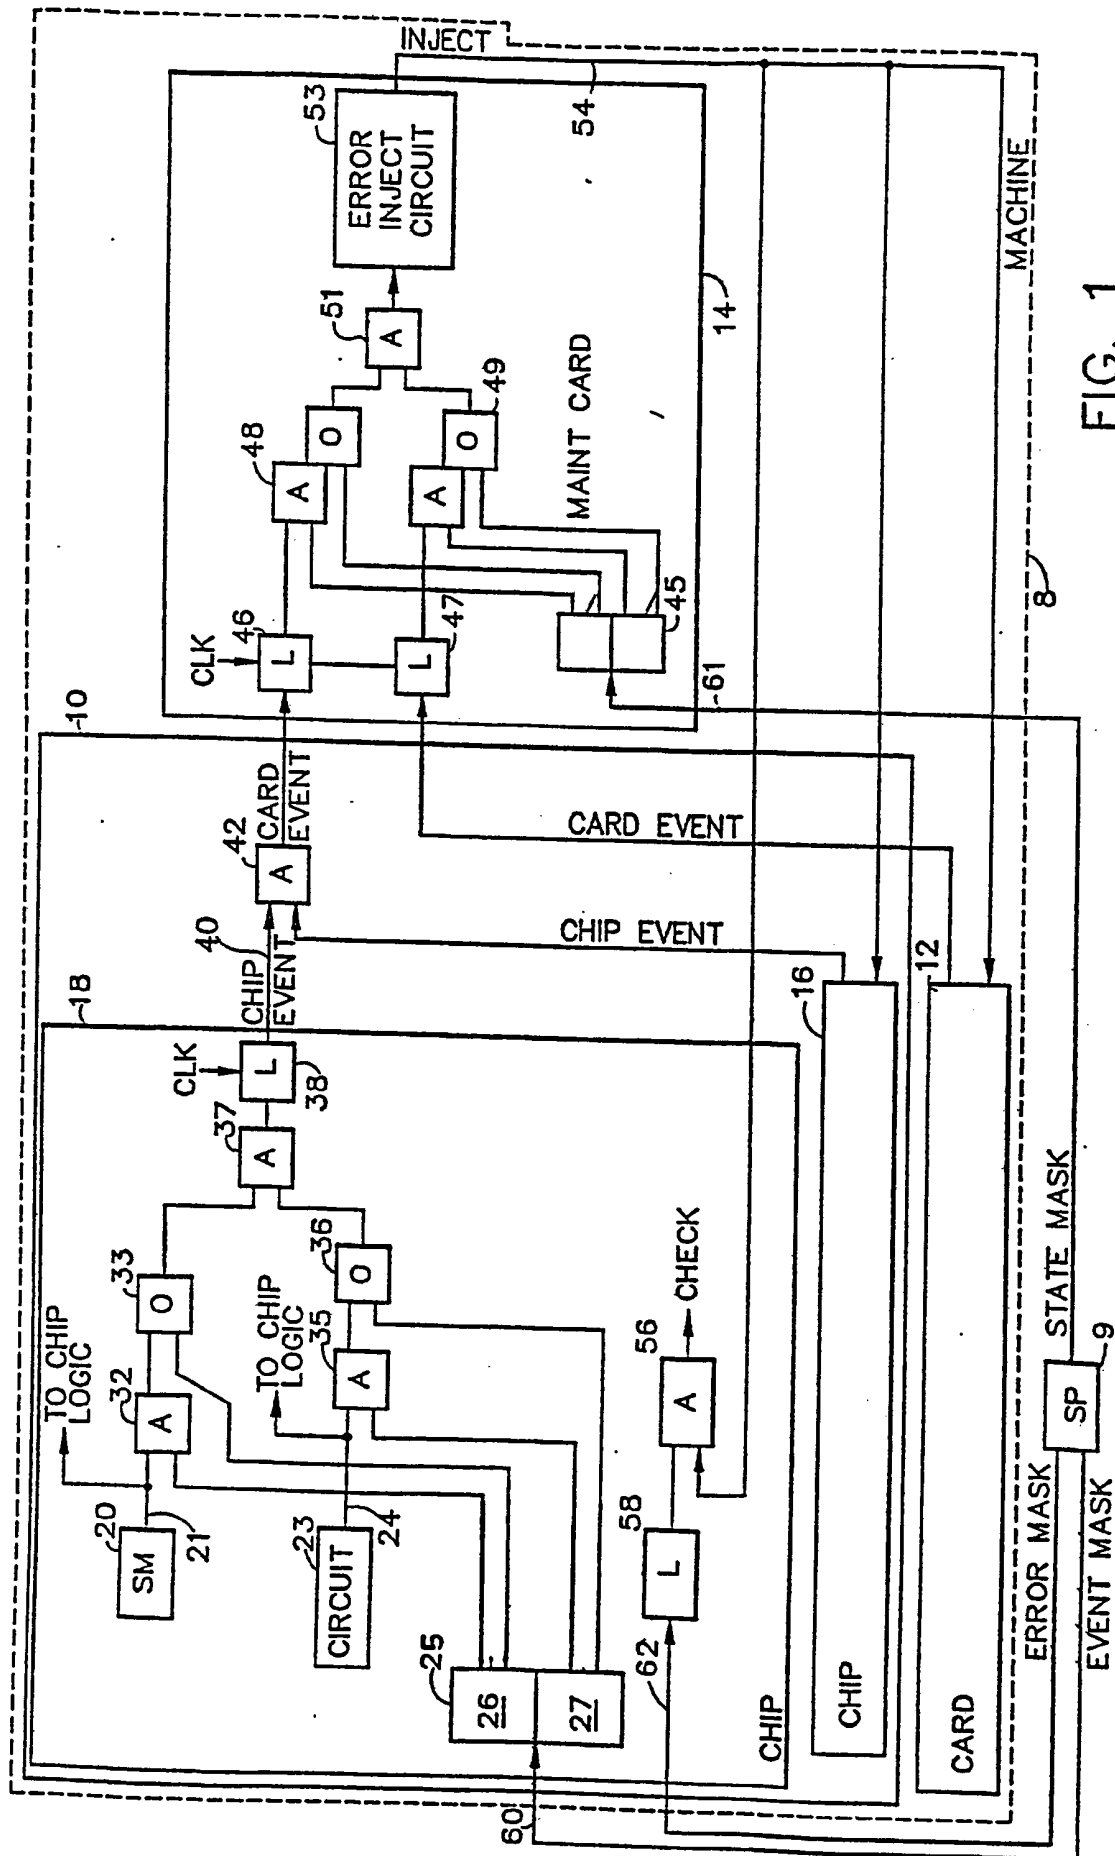 INJECT
53
ERROR
INJECT
CIRCUIT
54
51
A
14
MACHINE
48
O
49
O
A
A
MAINT CARD
CLK
46
L
47
L
45
8
61
10
42
CARD
EVENT
A
CARD EVENT
40
CHIP
EVENT
CHIP EVENT
18
16
12
CLK
L
38
37
A
33
O
36
O
TO CHIP
LOGIC
32
A
TO CHIP
LOGIC
35
A
CHECK
56
A
STATE MASK
20
SM
21
23
CIRCUIT
24
58
L
9
SP
25
26
27
62
CHIP
CHIP
CARD
ERROR MASK
EVENT MASK
60
FIG. 1